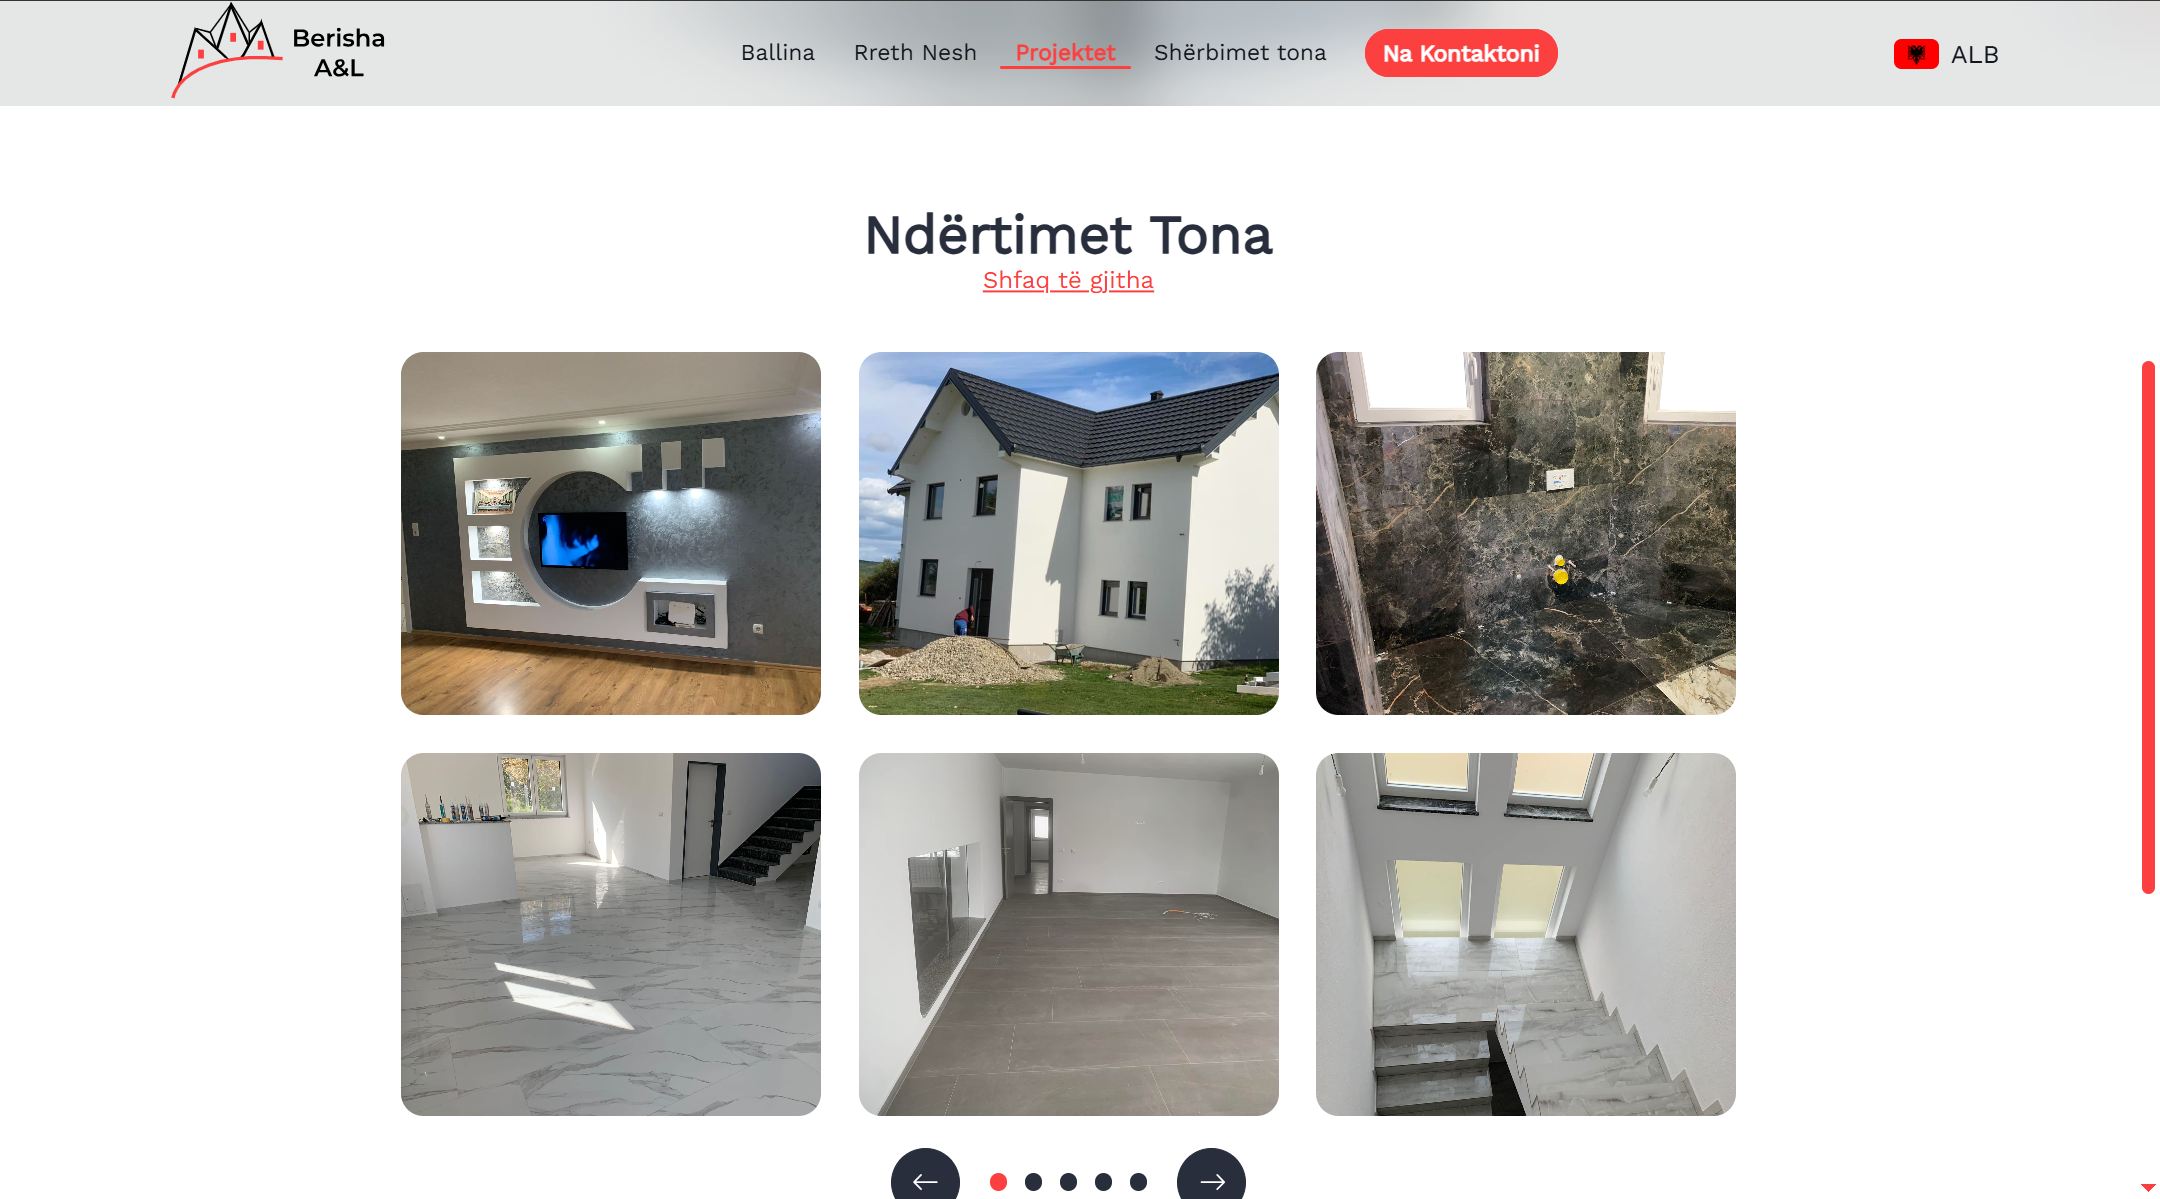 Berisha
A&L
Ballina
Rreth Nesh
Projektet
Shërbimet tona
Na Kontaktoni
ALB
Ndërtimet Tona
Shfaq të gjitha